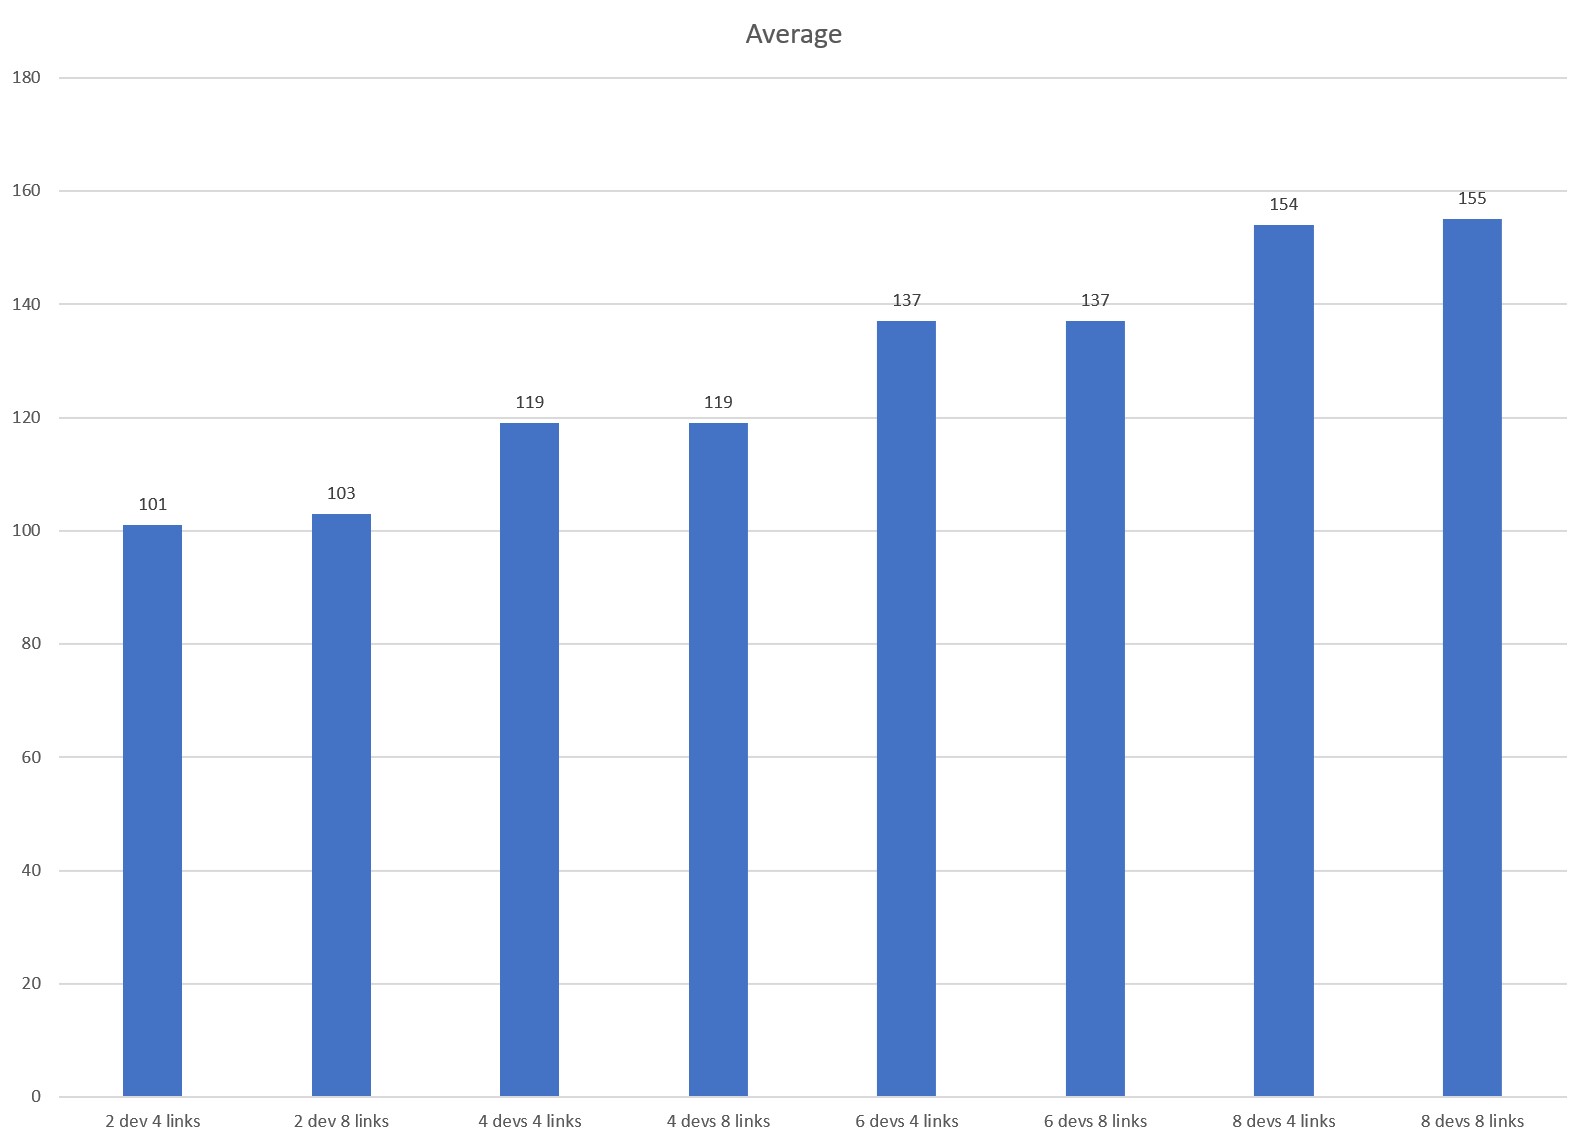 Average
180
160
140
120
100
80
60
40
20
0
101
103
119
119
137
137
154
155
2 dev 4 links
2 dev 8 links
4 devs 4 links
4 devs 8 links
6 devs 4 links
6 devs 8 links
8 devs 4 links
8 devs 8 links